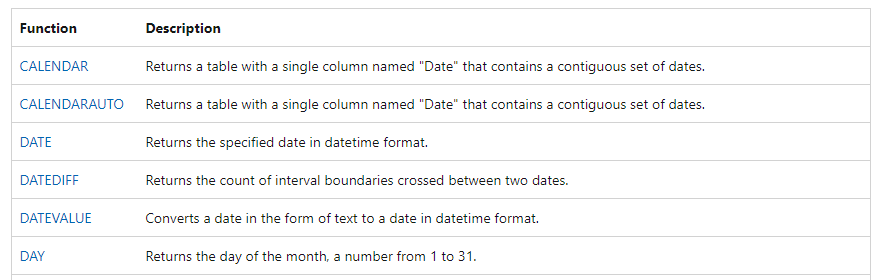 Function Description
CALENDAR Returns a table with a single column named "Date" that contains a contiguous set of dates.
CALENDARAUTO Returns a table with a single column named "Date" that contains a contiguous set of dates.
DATE Returns the specified date in datetime format.
DATEDIFF Returns the count of interval boundaries crossed between two dates.
DATEVALUE Converts a date in the form of text to a date in datetime format.
DAY Returns the day of the month, a number from 1 to 31.